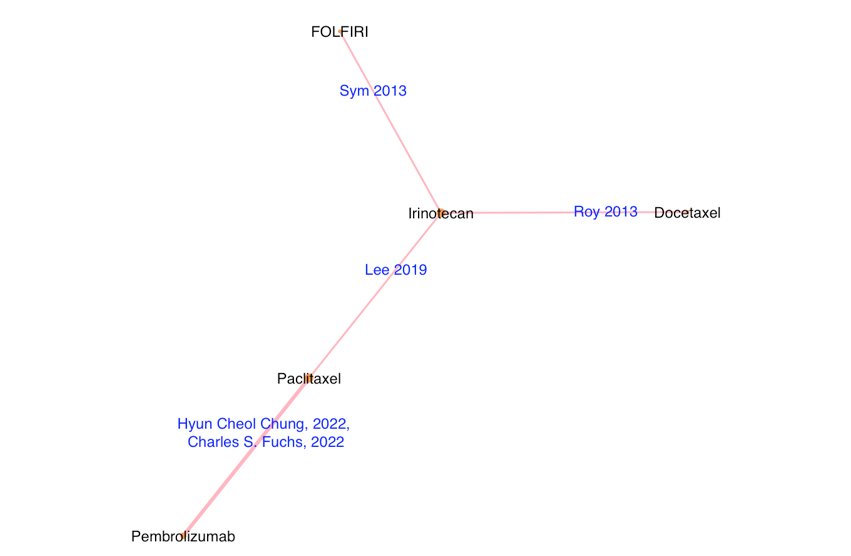 FOLFIRI
Sym 2013
Irinotecan
Roy 2013
Docetaxel
Lee 2019
Paclitaxel
Hyun Cheol Chung, 2022,
Charles S. Fuchs, 2022
Pembrolizumab